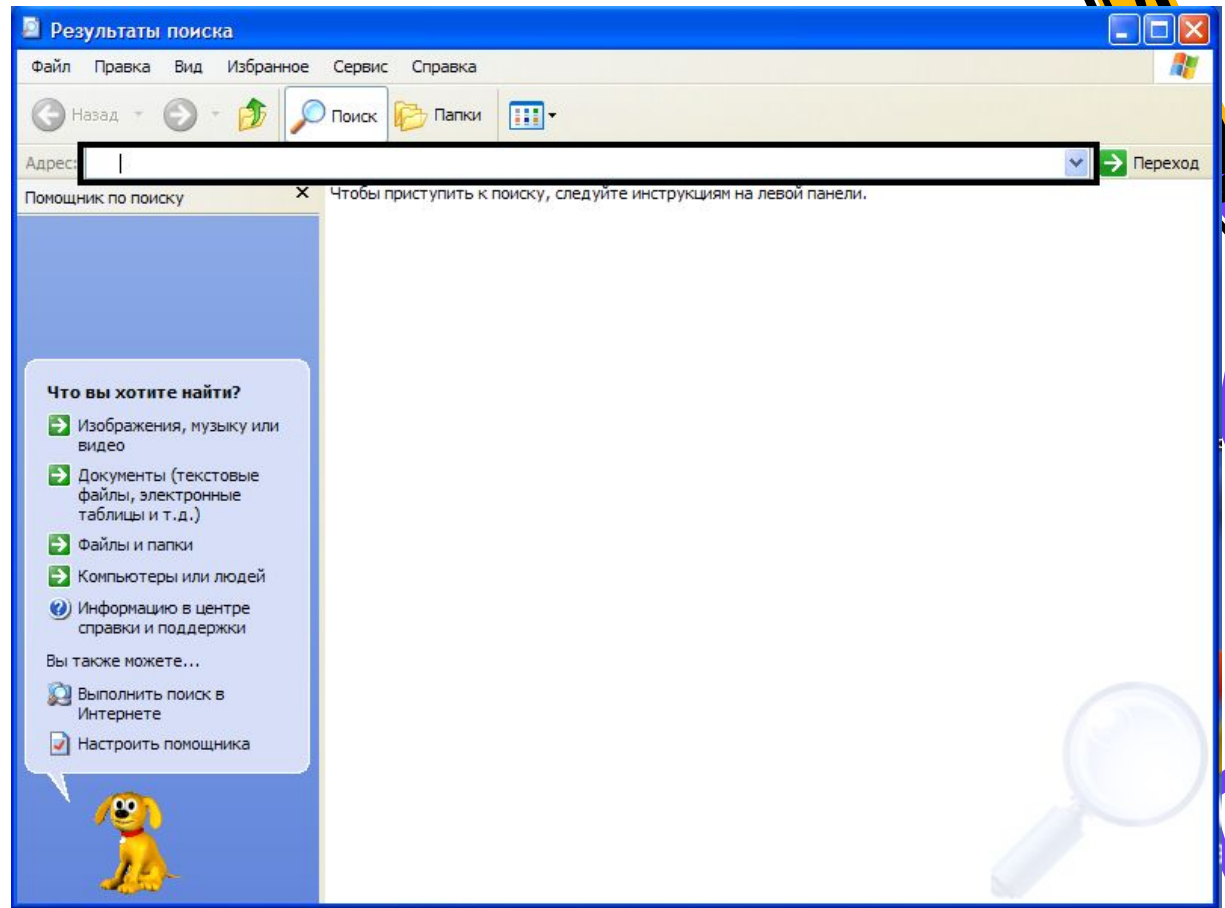 Результаты поиска
Файл Правка Вид Избранное Сервис Справка
Назад Поиск Папки
Адрес: Переход
Помощник по поиску
Чтобы приступить к поиску, следуйте инструкциям на левой панели.
Что вы хотите найти?
Изображения, музыку или
видео
Документы (текстовые
файлы, электронные
таблицы и т.д.)
Файлы и папки
Компьютеры или людей
Информацию в центре
справки и поддержки
Вы также можете...
Выполнить поиск в
Интернете
Настроить помощника